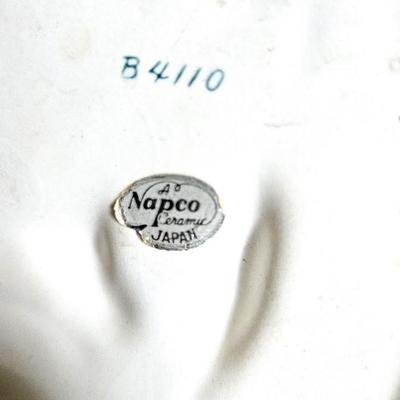 B4110
A
Napco
Ceramic
JAPAN